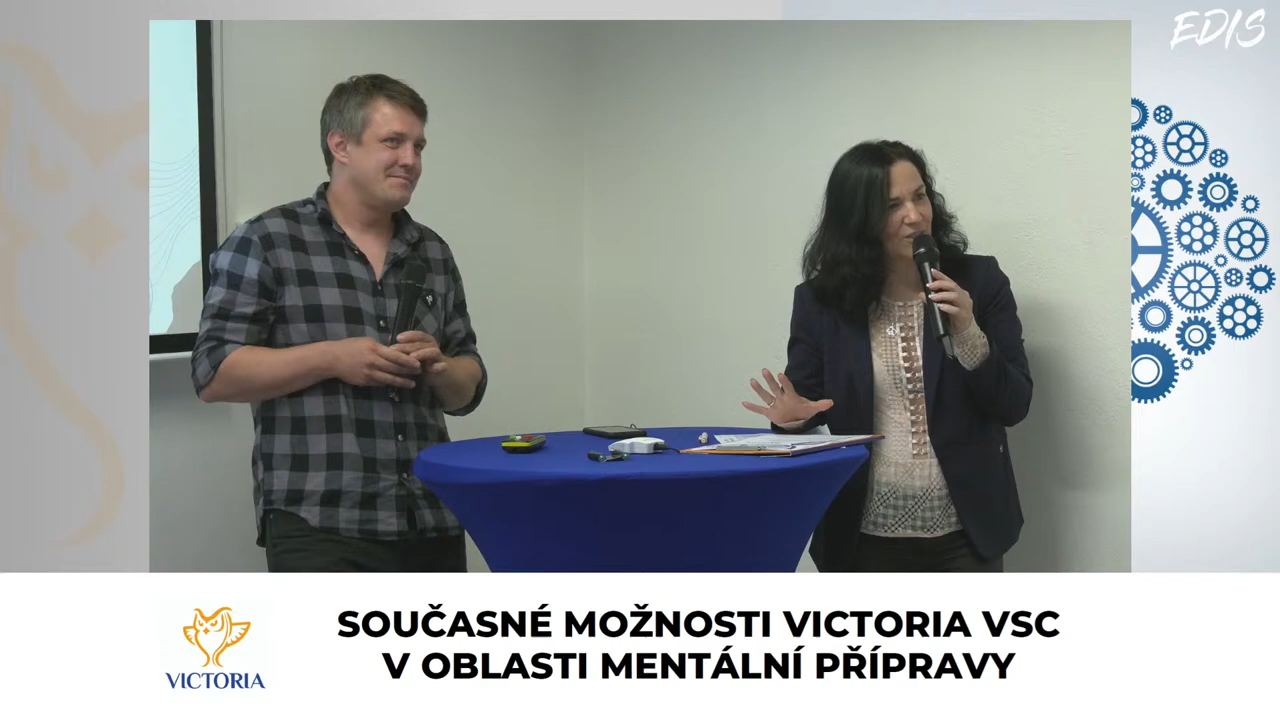 EDIS
SOUČASNÉ MOŽNOSTI VICTORIA VSC
V OBLASTI MENTÁLNÍ PŘÍPRAVY
VICTORIA